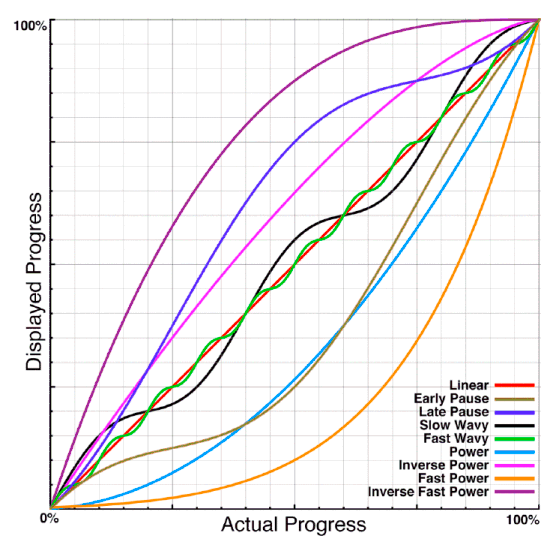 100%
Displayed Progress
Linear
Early Pause
Late Pause
Slow Wavy
Fast Wavy
Power
Inverse Power
Fast Power
Inverse Fast Power
0%
Actual Progress
100%